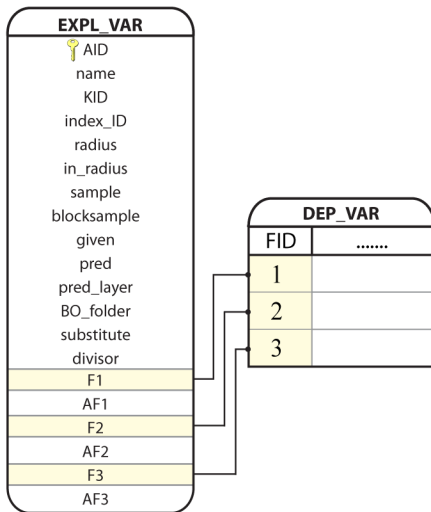 EXPL_VAR
AID
name
KID
index_ID
radius
in_radius
sample
blocksample
given
pred
pred_layer
BO_folder
substitute
divisor
F1
AF1
F2
AF2
F3
AF3
DEP_VAR
FID .......
1
2
3